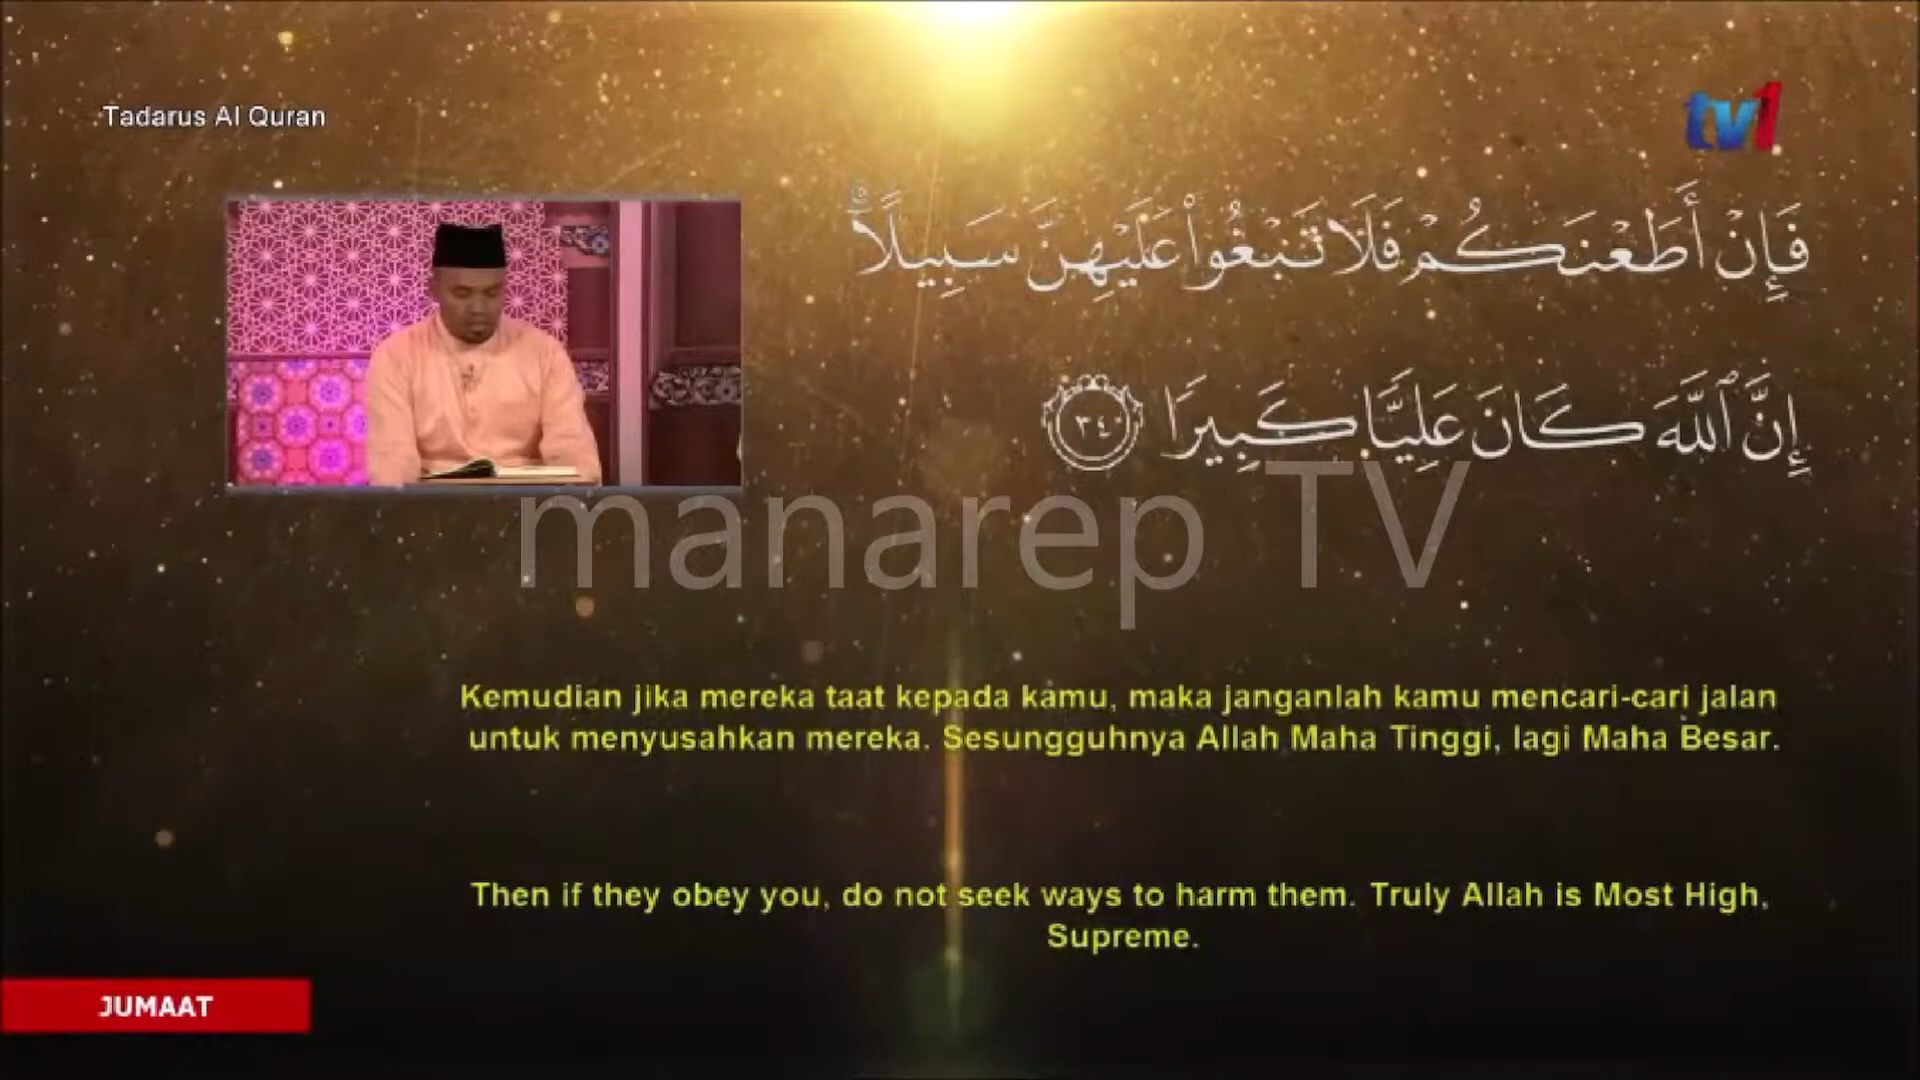 Tadarus Al Quran
tv1
فَإِنْ أَطَعْنَكُمْ فَلَا تَبْغُوا۟ عَلَيْهِنَّ سَبِيلًا ۗ
إِنَّ ٱللَّهَ كَانَ عَلِيًّا كَبِيرًا ٣٤
manarep TV
Kemudian jika mereka taat kepada kamu, maka janganlah kamu mencari-cari jalan
untuk menyusahkan mereka. Sesungguhnya Allah Maha Tinggi, lagi Maha Besar.
Then if they obey you, do not seek ways to harm them. Truly Allah is Most High,
Supreme.
JUMAAT